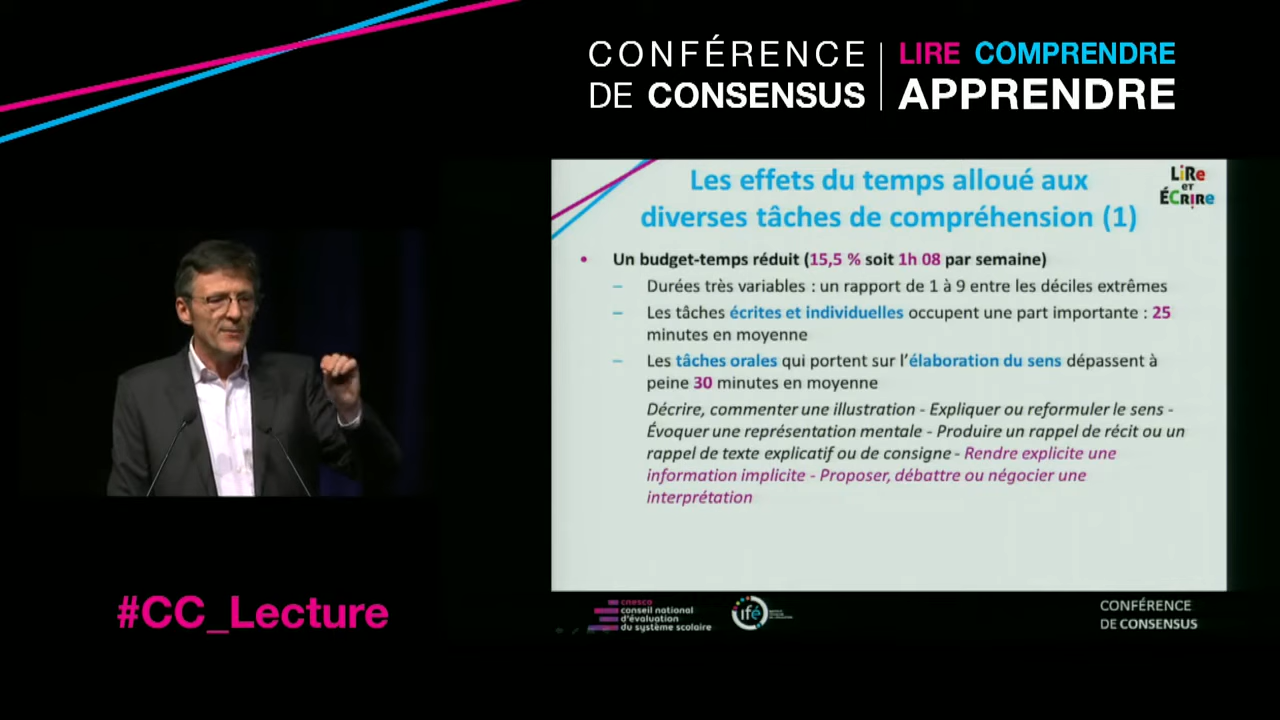 CONFÉRENCE
DE CONSENSUS
LIRE COMPRENDRE
APPRENDRE
Les effets du temps alloué aux
diverses tâches de compréhension (1)
LiRe
ET
ÉCRiRe
• Un budget-temps réduit (15,5 % soit 1h 08 par semaine)
– Durées très variables : un rapport de 1 à 9 entre les déciles extrêmes
– Les tâches écrites et individuelles occupent une part importante : 25
minutes en moyenne
– Les tâches orales qui portent sur l'élaboration du sens dépassent à
peine 30 minutes en moyenne
Décrire, commenter une illustration - Expliquer ou reformuler le sens -
Évoquer une représentation mentale - Produire un rappel de récit ou un
rappel de texte explicatif ou de consigne - Rendre explicite une
information implicite - Proposer, débattre ou négocier une
interprétation
#CC_Lecture
cnesco
conseil national
d'évaluation
du système scolaire
ifé
CONFÉRENCE
DE CONSENSUS